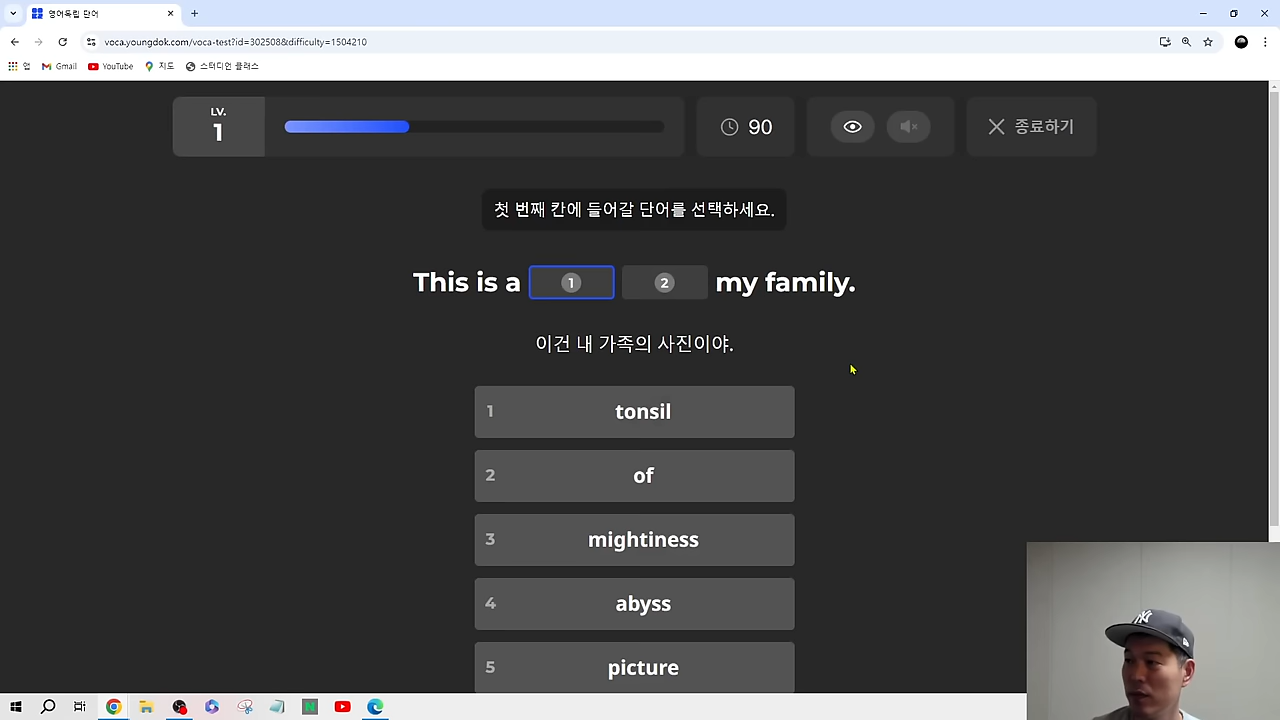 영어독립 단어
voca.youngdok.com/voca-test?id=302508&difficulty=1504210
앱 Gmail YouTube 지도 스터디언 클래스
LV.
1
90
종료하기
첫 번째 칸에 들어갈 단어를 선택하세요.
This is a 1 2 my family.
이건 내 가족의 사진이야.
1 tonsil
2 of
3 mightiness
4 abyss
5 picture